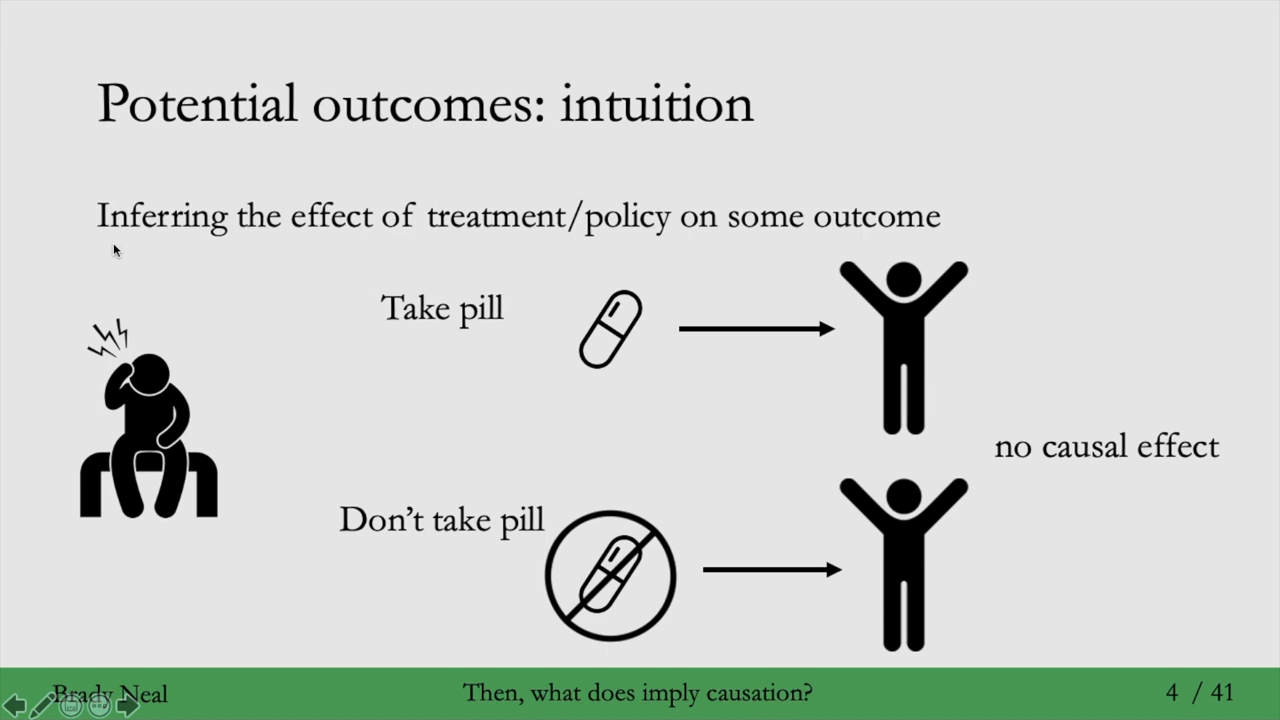 Potential outcomes: intuition
Inferring the effect of treatment/policy on some outcome
Take pill
no causal effect
Don’t take pill
Brady Neal
Then, what does imply causation?
4 / 41